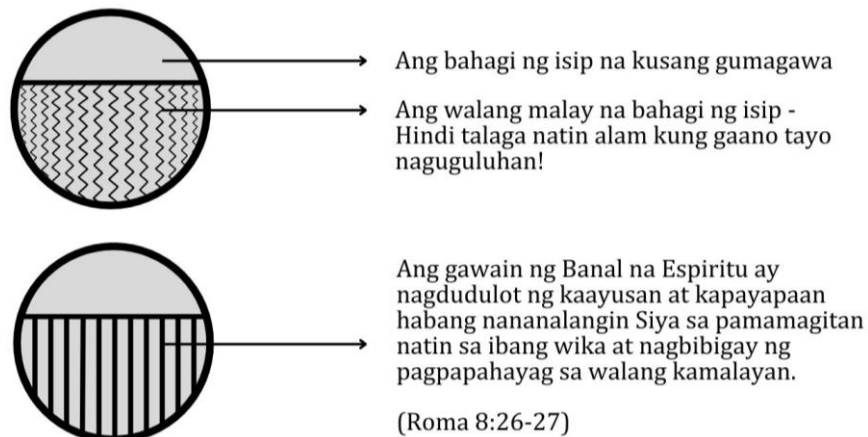 Ang bahagi ng isip na kusang gumagawa
Ang walang malay na bahagi ng isip -
Hindi talaga natin alam kung gaano tayo
naguguluhan!
Ang gawain ng Banal na Espiritu ay
nagdudulot ng kaayusan at kapayapaan
habang nananalangin Siya sa pamamagitan
natin sa ibang wika at nagbibigay ng
pagpapahayag sa walang kamalayan.
(Roma 8:26-27)